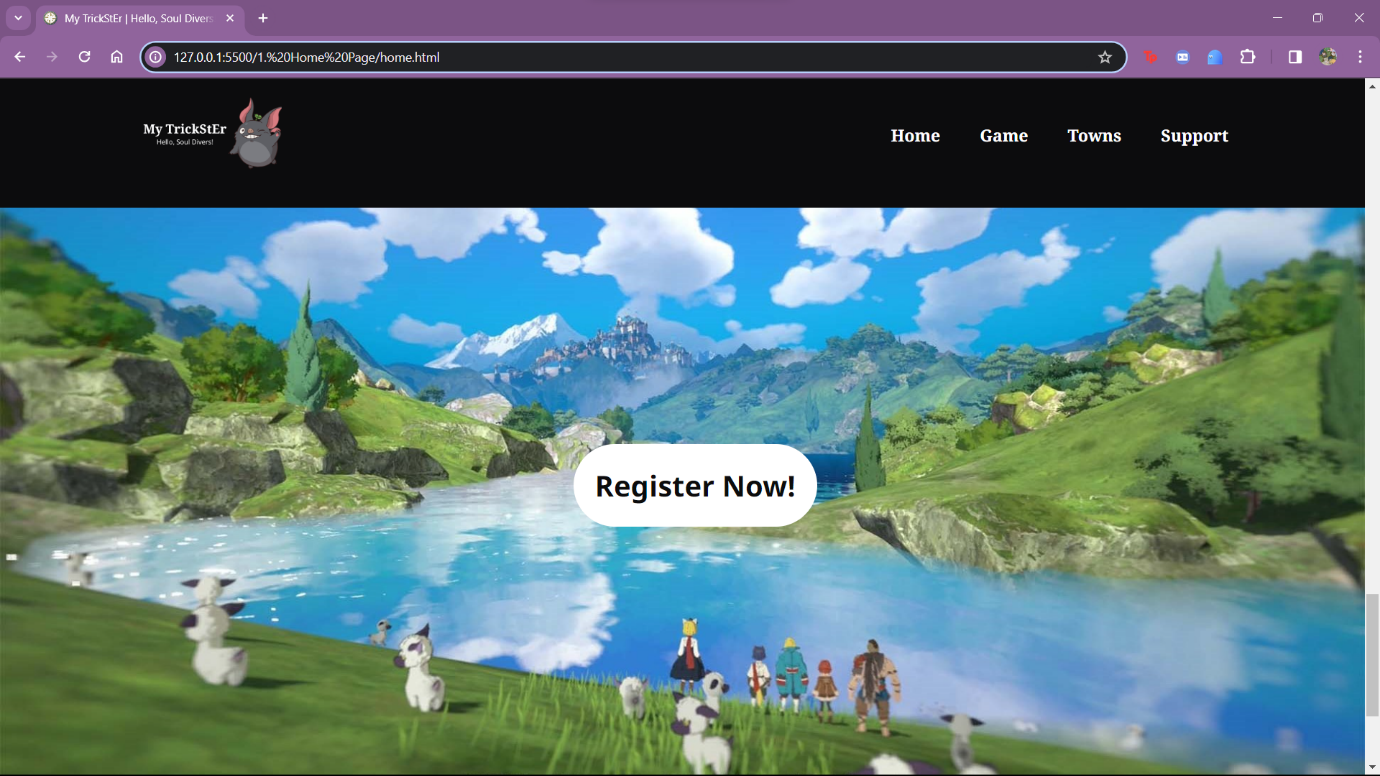 My TrickStEr | Hello, Soul Divers
127.0.0.1:5500/1.%20Home%20Page/home.html
My TrickStEr
Hello, Soul Divers!
Home Game Towns Support
Register Now!